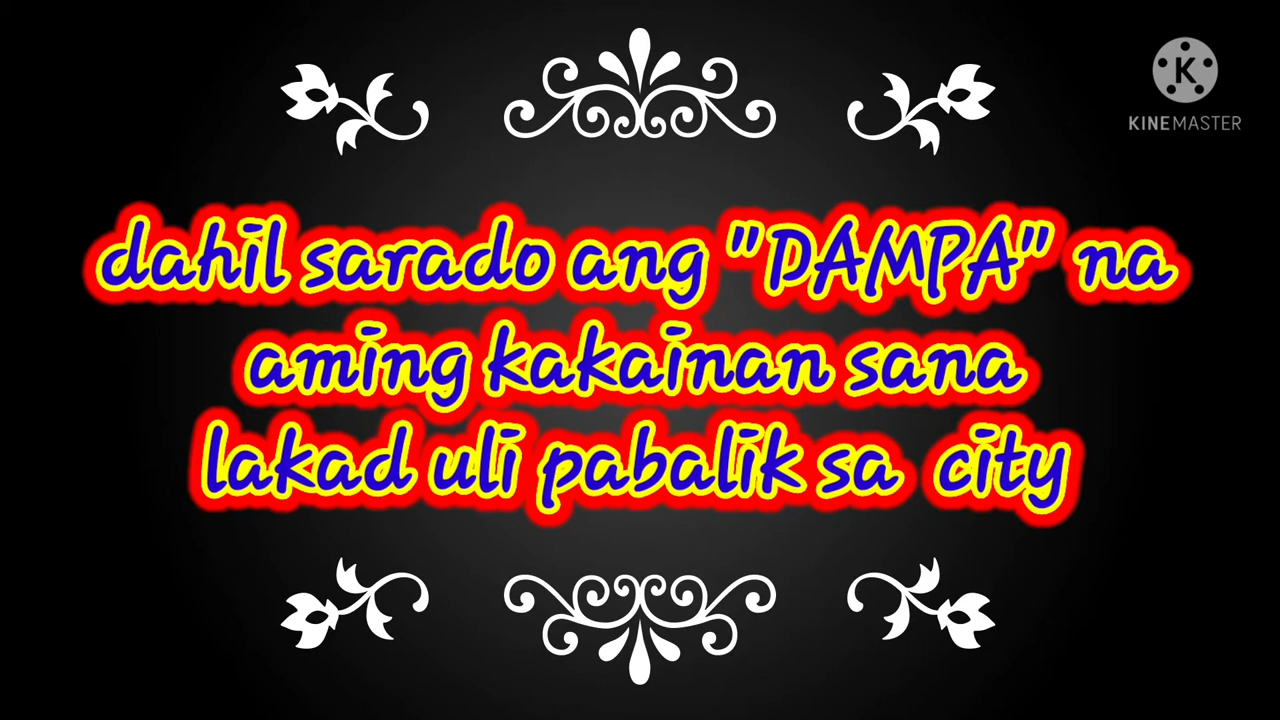 KINEMASTER
dahil sarado ang "DAMPA" na
aming kakainan sana
lakad uli pabalik sa city